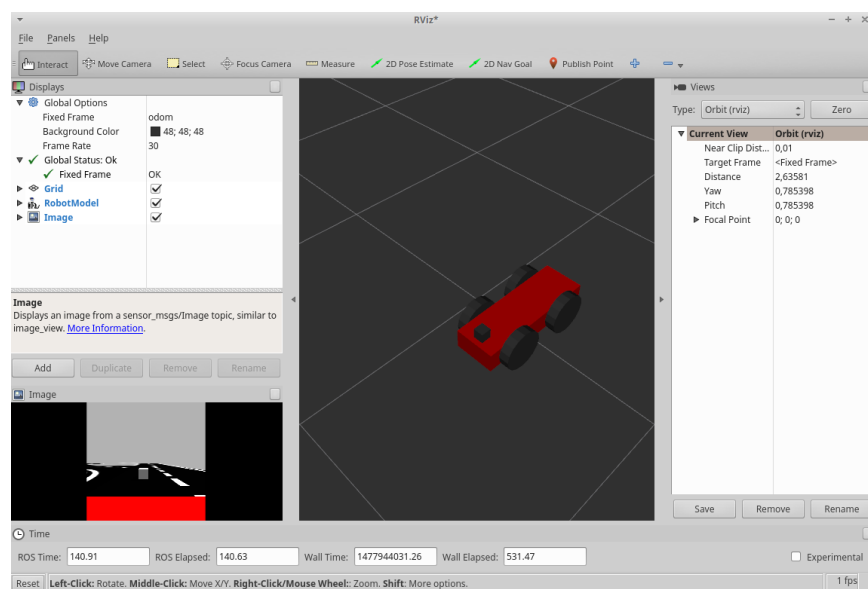 RViz*
File Panels Help
Interact Move Camera Select Focus Camera Measure 2D Pose Estimate 2D Nav Goal Publish Point
Displays
Global Options
Fixed Frame odom
Background Color 48; 48; 48
Frame Rate 30
Global Status: Ok
Fixed Frame OK
Grid
RobotModel
Image
Image
Displays an image from a sensor_msgs/Image topic, similar to
image_view. More Information.
Add Duplicate Remove Rename
Image
Views
Type: Orbit (rviz) Zero
Current View Orbit (rviz)
Near Clip Dist... 0,01
Target Frame <Fixed Frame>
Distance 2,63581
Yaw 0,785398
Pitch 0,785398
Focal Point 0; 0; 0
Save Remove Rename
Time
ROS Time: 140.91 ROS Elapsed: 140.63 Wall Time: 1477944031.26 Wall Elapsed: 531.47 Experimental
Reset Left-Click: Rotate. Middle-Click: Move X/Y. Right-Click/Mouse Wheel:: Zoom. Shift: More options. 1 fps